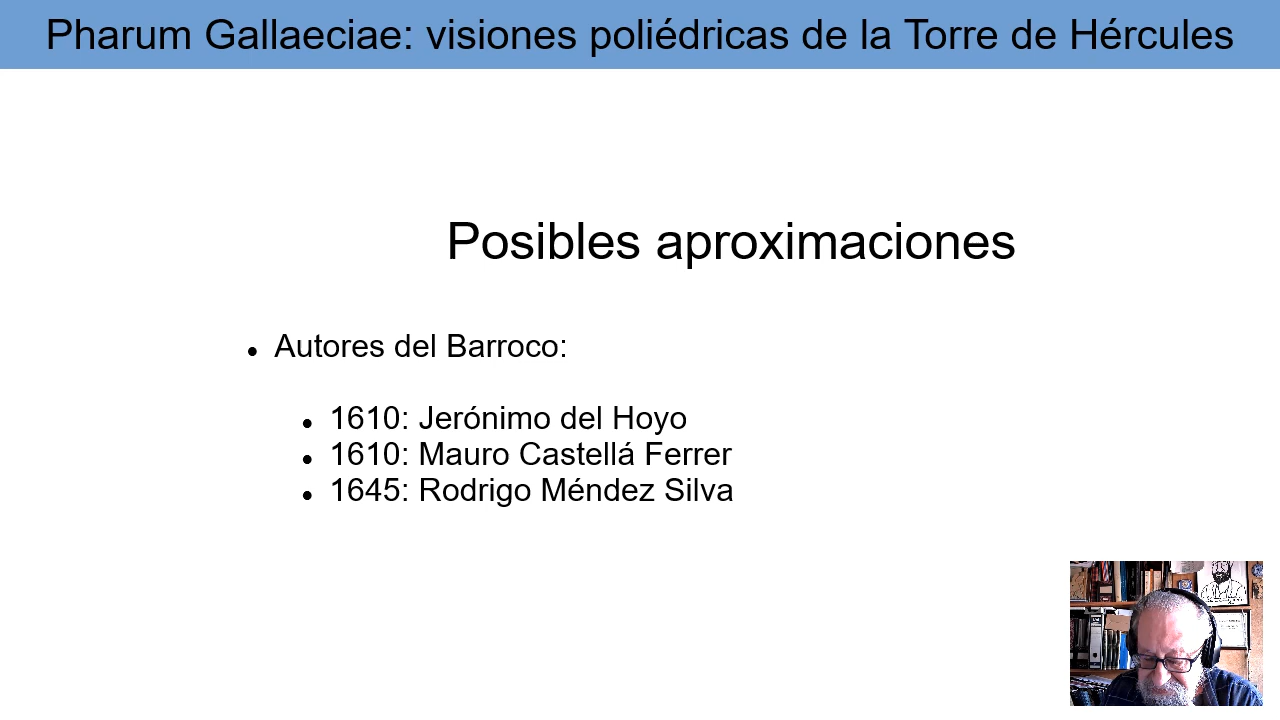 Pharum Gallaeciae: visiones poliédricas de la Torre de Hércules
Posibles aproximaciones
Autores del Barroco:
1610: Jerónimo del Hoyo
1610: Mauro Castellá Ferrer
1645: Rodrigo Méndez Silva